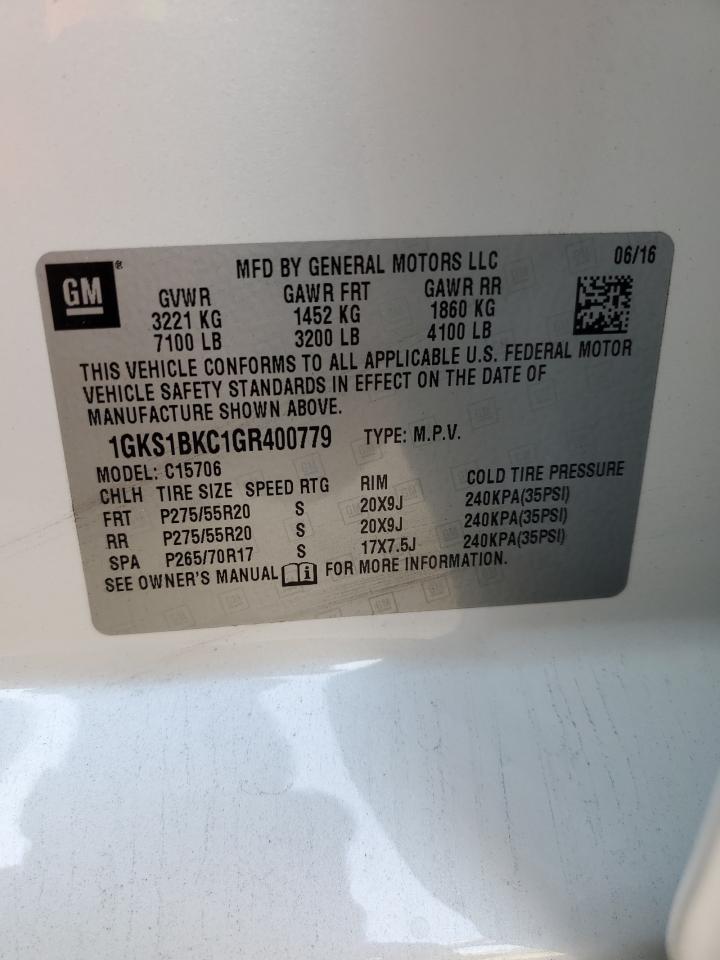 GM ®
MFD BY GENERAL MOTORS LLC 06/16
GVWR GAWR FRT GAWR RR
3221 KG 1452 KG 1860 KG
7100 LB 3200 LB 4100 LB
THIS VEHICLE CONFORMS TO ALL APPLICABLE U.S. FEDERAL MOTOR
VEHICLE SAFETY STANDARDS IN EFFECT ON THE DATE OF
MANUFACTURE SHOWN ABOVE.
1GKS1BKC1GR400779 TYPE: M.P.V.
MODEL: C15706
CHLH TIRE SIZE SPEED RTG RIM COLD TIRE PRESSURE
FRT P275/55R20 S 20X9J 240KPA(35PSI)
RR P275/55R20 S 20X9J 240KPA(35PSI)
SPA P265/70R17 S 17X7.5J 240KPA(35PSI)
SEE OWNER'S MANUAL i FOR MORE INFORMATION.